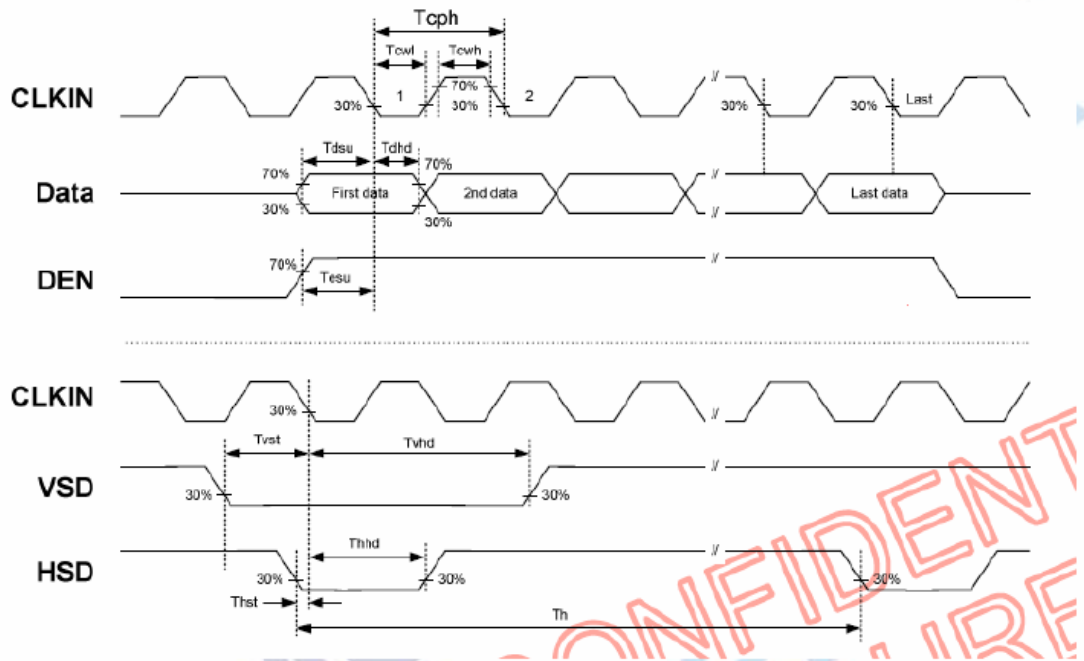 Tcph
Tcwl Tcwh
CLKIN 30% 1 70% 30% 2 30% 30% Last
Tdsu Tdhd
70% 70%
Data First data 2nd data Last data
30% 30%
DEN 70%
Tesu
CLKIN
30%
Tvst Tvhd
VSD 30% 30%
Thhd
HSD 30% 30% 30%
Thst
Th
CONFIDENT
URE